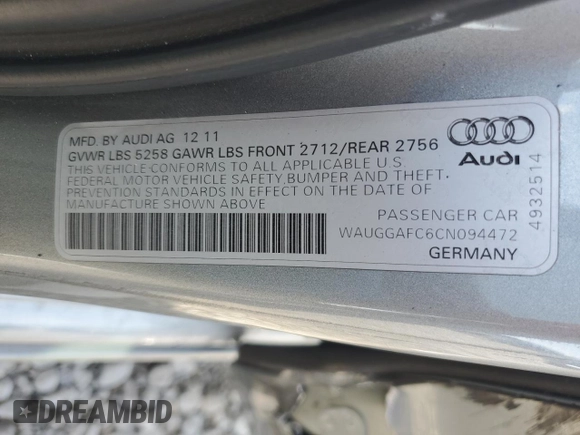 MFD. BY AUDI AG 12 11
GVWR LBS 5258 GAWR LBS FRONT 2712/REAR 2756
THIS VEHICLE CONFORMS TO ALL APPLICABLE U.S.
FEDERAL MOTOR VEHICLE SAFETY, BUMPER AND THEFT-
PREVENTION STANDARDS IN EFFECT ON THE DATE OF
MANUFACTURE SHOWN ABOVE
Audi
PASSENGER CAR
WAUGGAFC6CN094472
GERMANY
4932514
DREAMBID